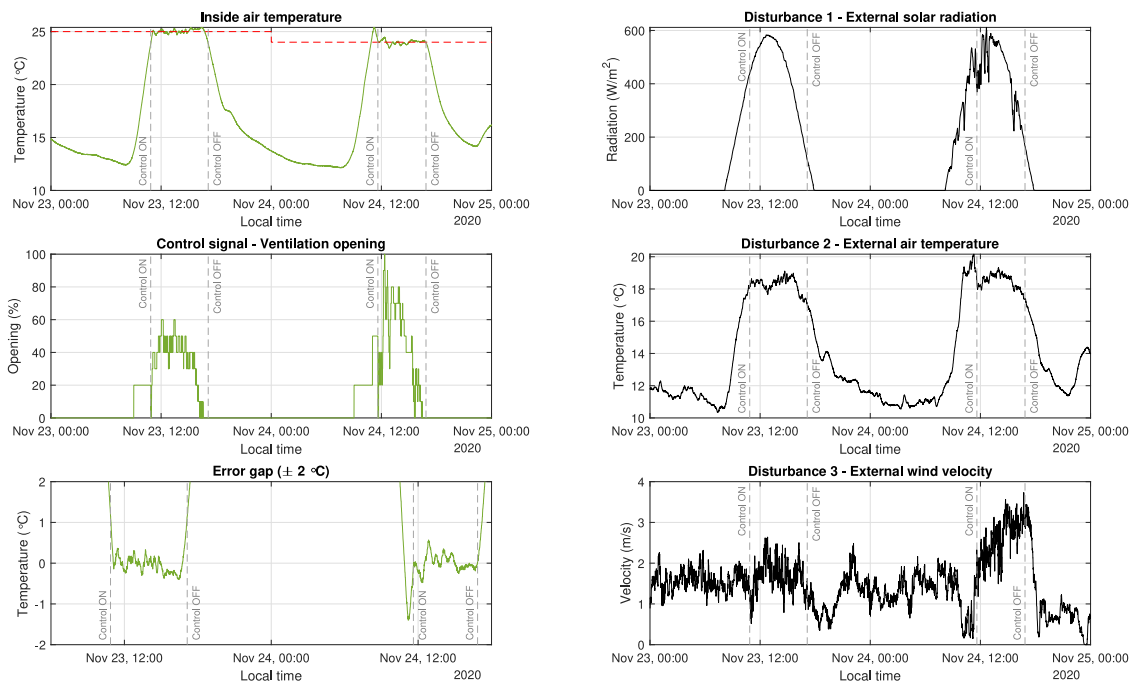 Inside air temperature
25
20
15
10
Temperature (°C)
Control ON
Control OFF
Control ON
Control OFF
Nov 23, 00:00
Nov 23, 12:00
Nov 24, 00:00
Nov 24, 12:00
Nov 25, 00:00
Local time
2020
Disturbance 1 - External solar radiation
600
400
200
0
Radiation (W/m²)
Control ON
Control OFF
Control ON
Control OFF
Nov 23, 00:00
Nov 23, 12:00
Nov 24, 00:00
Nov 24, 12:00
Nov 25, 00:00
Local time
2020
Control signal - Ventilation opening
100
80
60
40
20
0
Opening (%)
Control ON
Control OFF
Control ON
Control OFF
Nov 23, 00:00
Nov 23, 12:00
Nov 24, 00:00
Nov 24, 12:00
Nov 25, 00:00
Local time
2020
Disturbance 2 - External air temperature
20
18
16
14
12
10
Temperature (°C)
Control ON
Control OFF
Control ON
Control OFF
Nov 23, 00:00
Nov 23, 12:00
Nov 24, 00:00
Nov 24, 12:00
Nov 25, 00:00
Local time
2020
Error gap (± 2 °C)
2
1
0
-1
-2
Temperature (°C)
Control ON
Control OFF
Control ON
Control OFF
Nov 23, 12:00
Nov 24, 00:00
Nov 24, 12:00
Local time
2020
Disturbance 3 - External wind velocity
4
3
2
1
0
Velocity (m/s)
Control ON
Control OFF
Control ON
Control OFF
Nov 23, 00:00
Nov 23, 12:00
Nov 24, 00:00
Nov 24, 12:00
Nov 25, 00:00
Local time
2020